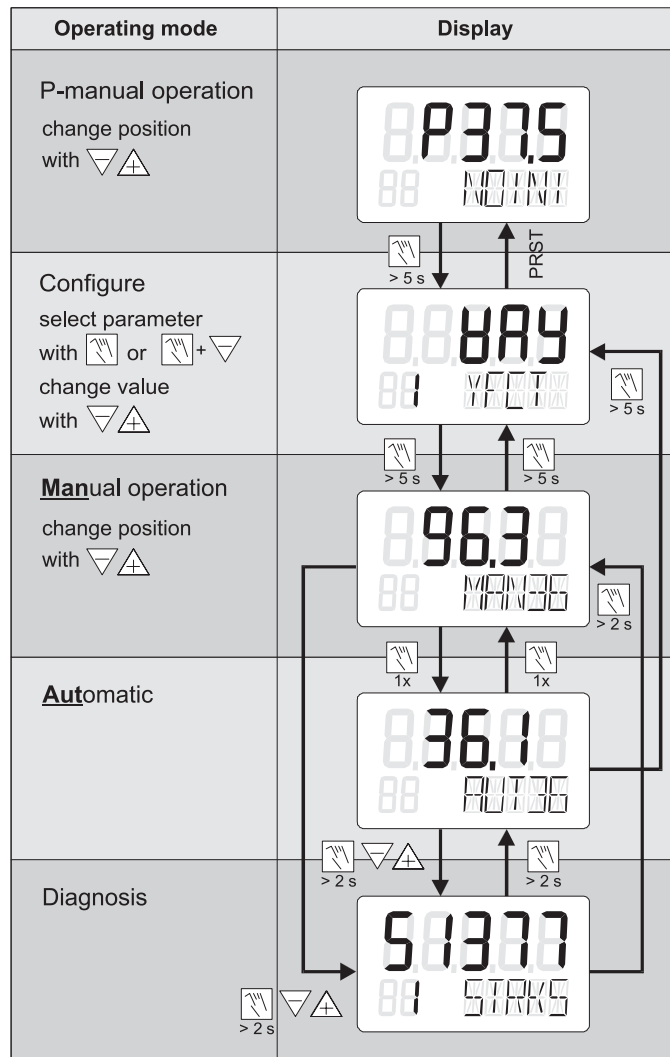 Operating mode
Display
P-manual operation
change position
with
P37.5
NOINI
> 5 s
PRST
Configure
select parameter
with or +
change value
with
WAY
1 YFCT
> 5 s
> 5 s
> 5 s
Manual operation
change position
with
96.3
MAN36
> 2 s
1x
1x
Automatic
36.1
AUT36
> 2 s
> 2 s
Diagnosis
51377
1 STRKS
> 2 s